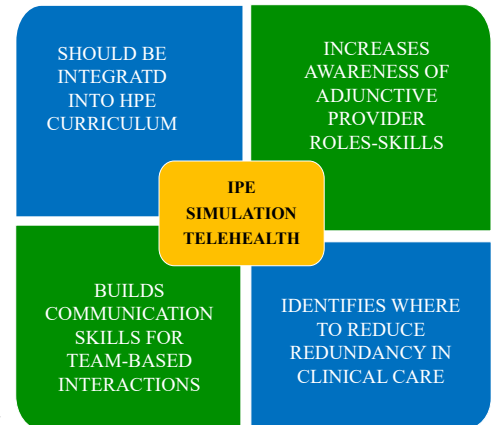 SHOULD BE
INTEGRATD
INTO HPE
CURRICULUM
INCREASES
AWARENESS OF
ADJUNCTIVE
PROVIDER
ROLES-SKILLS
IPE
SIMULATION
TELEHEALTH
BUILDS
COMMUNICATION
SKILLS FOR
TEAM-BASED
INTERACTIONS
IDENTIFIES WHERE
TO REDUCE
REDUNDANCY IN
CLINICAL CARE